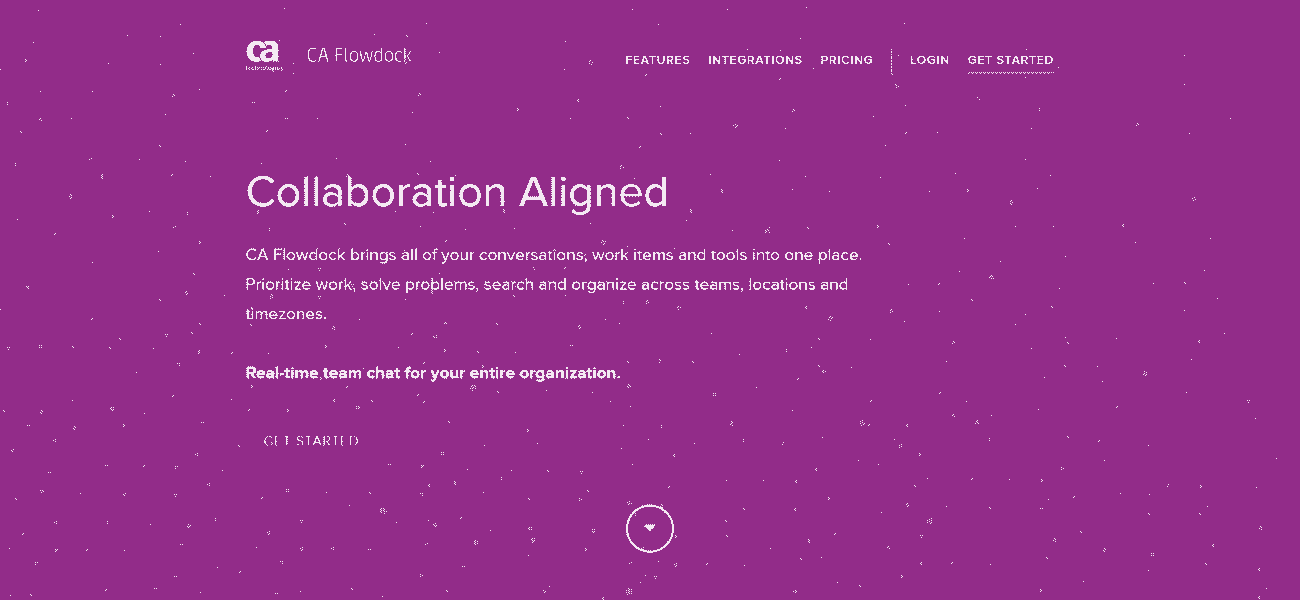 ca
technologies
CA Flowdock
FEATURES INTEGRATIONS PRICING LOGIN GET STARTED
Collaboration Aligned
CA Flowdock brings all of your conversations, work items and tools into one place.
Prioritize work, solve problems, search and organize across teams, locations and
timezones.
Real-time team chat for your entire organization.
GET STARTED